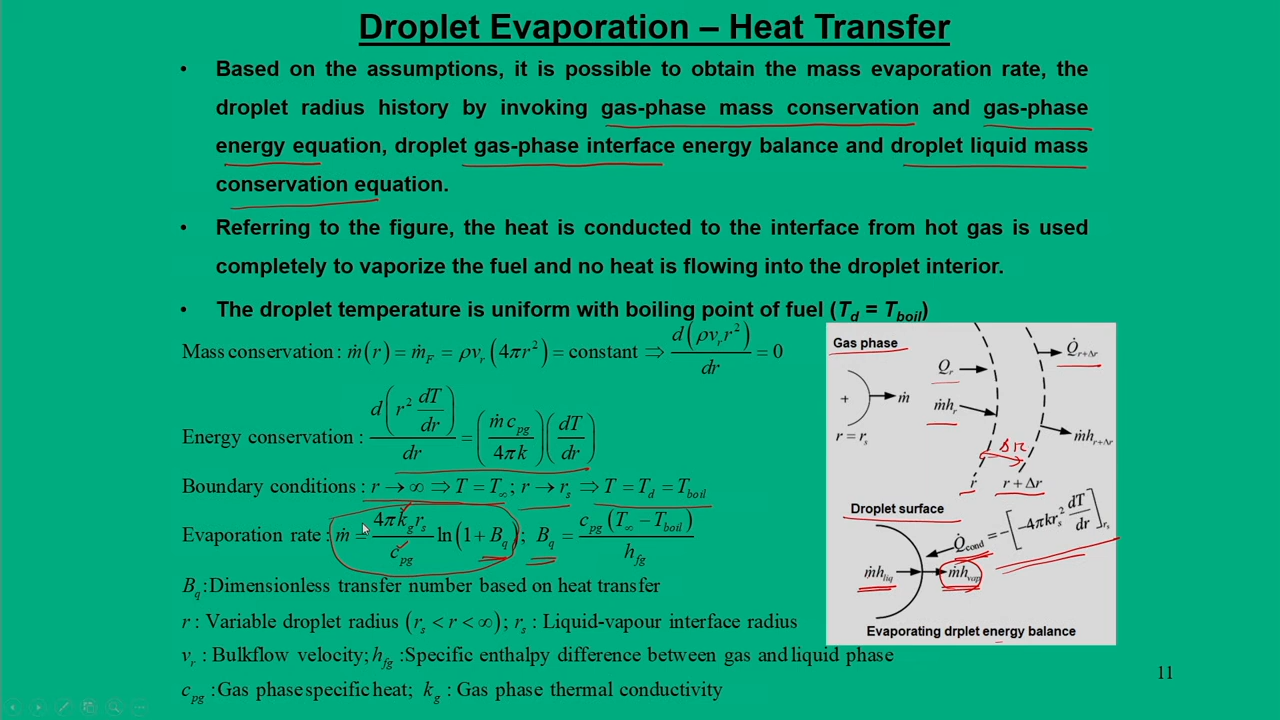 Droplet Evaporation – Heat Transfer
• Based on the assumptions, it is possible to obtain the mass evaporation rate, the
droplet radius history by invoking gas-phase mass conservation and gas-phase
energy equation, droplet gas-phase interface energy balance and droplet liquid mass
conservation equation.
• Referring to the figure, the heat is conducted to the interface from hot gas is used
completely to vaporize the fuel and no heat is flowing into the droplet interior.
• The droplet temperature is uniform with boiling point of fuel (T_d = T_boil)
Mass conservation : ṁ(r) = ṁ_F = ρv_r (4πr²) = constant ⇒ d(ρv_r r²)/dr = 0
Energy conservation : d(r² dT/dr)/dr = (ṁ c_pg / 4πk)(dT/dr)
Boundary conditions : r → ∞ ⇒ T = T_∞ ; r → r_s ⇒ T = T_d = T_boil
Evaporation rate : ṁ = (4πk_g r_s / c_pg) ln(1 + B_q) ; B_q = c_pg (T_∞ − T_boil) / h_fg
B_q : Dimensionless transfer number based on heat transfer
r : Variable droplet radius (r_s < r < ∞) ; r_s : Liquid-vapour interface radius
v_r : Bulkflow velocity; h_fg : Specific enthalpy difference between gas and liquid phase
c_pg : Gas phase specific heat; k_g : Gas phase thermal conductivity
Gas phase
Q_r
Q̇_r+Δr
+
ṁ
ṁh_r
r = r_s
ṁh_r+Δr
Δr
r
r + Δr
Droplet surface
Q̇_cond = −[−4πkr_s² dT/dr]_r_s
ṁh_liq
ṁh_vap
Evaporating drplet energy balance
11